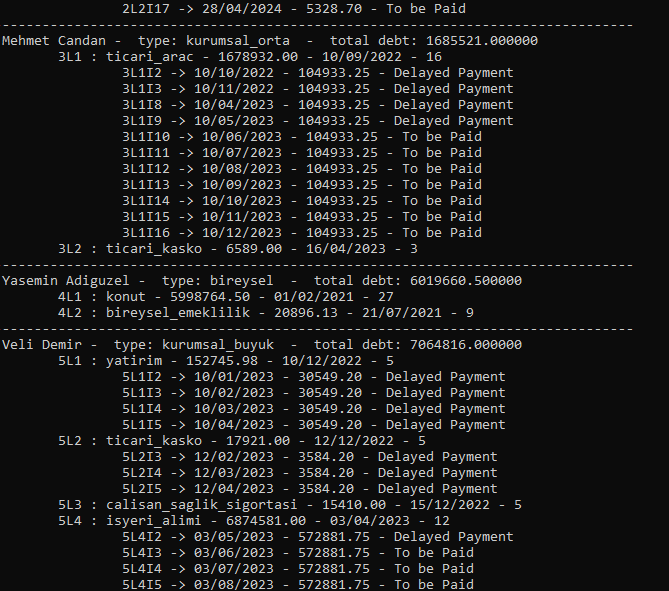 2L2I17 -> 28/04/2024 - 5328.70 - To be Paid
-------------------------------------------------------------------------------
Mehmet Candan -  type: kurumsal_orta  -  total debt: 1685521.000000
3L1 : ticari_arac - 1678932.00 - 10/09/2022 - 16
3L1I2 -> 10/10/2022 - 104933.25 - Delayed Payment
3L1I3 -> 10/11/2022 - 104933.25 - Delayed Payment
3L1I8 -> 10/04/2023 - 104933.25 - Delayed Payment
3L1I9 -> 10/05/2023 - 104933.25 - Delayed Payment
3L1I10 -> 10/06/2023 - 104933.25 - To be Paid
3L1I11 -> 10/07/2023 - 104933.25 - To be Paid
3L1I12 -> 10/08/2023 - 104933.25 - To be Paid
3L1I13 -> 10/09/2023 - 104933.25 - To be Paid
3L1I14 -> 10/10/2023 - 104933.25 - To be Paid
3L1I15 -> 10/11/2023 - 104933.25 - To be Paid
3L1I16 -> 10/12/2023 - 104933.25 - To be Paid
3L2 : ticari_kasko - 6589.00 - 16/04/2023 - 3
-------------------------------------------------------------------------------
Yasemin Adiguzel -  type: bireysel  -  total debt: 6019660.500000
4L1 : konut - 5998764.50 - 01/02/2021 - 27
4L2 : bireysel_emeklilik - 20896.13 - 21/07/2021 - 9
-------------------------------------------------------------------------------
Veli Demir -  type: kurumsal_buyuk  -  total debt: 7064816.000000
5L1 : yatirim - 152745.98 - 10/12/2022 - 5
5L1I2 -> 10/01/2023 - 30549.20 - Delayed Payment
5L1I3 -> 10/02/2023 - 30549.20 - Delayed Payment
5L1I4 -> 10/03/2023 - 30549.20 - Delayed Payment
5L1I5 -> 10/04/2023 - 30549.20 - Delayed Payment
5L2 : ticari_kasko - 17921.00 - 12/12/2022 - 5
5L2I3 -> 12/02/2023 - 3584.20 - Delayed Payment
5L2I4 -> 12/03/2023 - 3584.20 - Delayed Payment
5L2I5 -> 12/04/2023 - 3584.20 - Delayed Payment
5L3 : calisan_saglik_sigortasi - 15410.00 - 15/12/2022 - 5
5L4 : isyeri_alimi - 6874581.00 - 03/04/2023 - 12
5L4I2 -> 03/05/2023 - 572881.75 - Delayed Payment
5L4I3 -> 03/06/2023 - 572881.75 - To be Paid
5L4I4 -> 03/07/2023 - 572881.75 - To be Paid
5L4I5 -> 03/08/2023 - 572881.75 - To be Paid